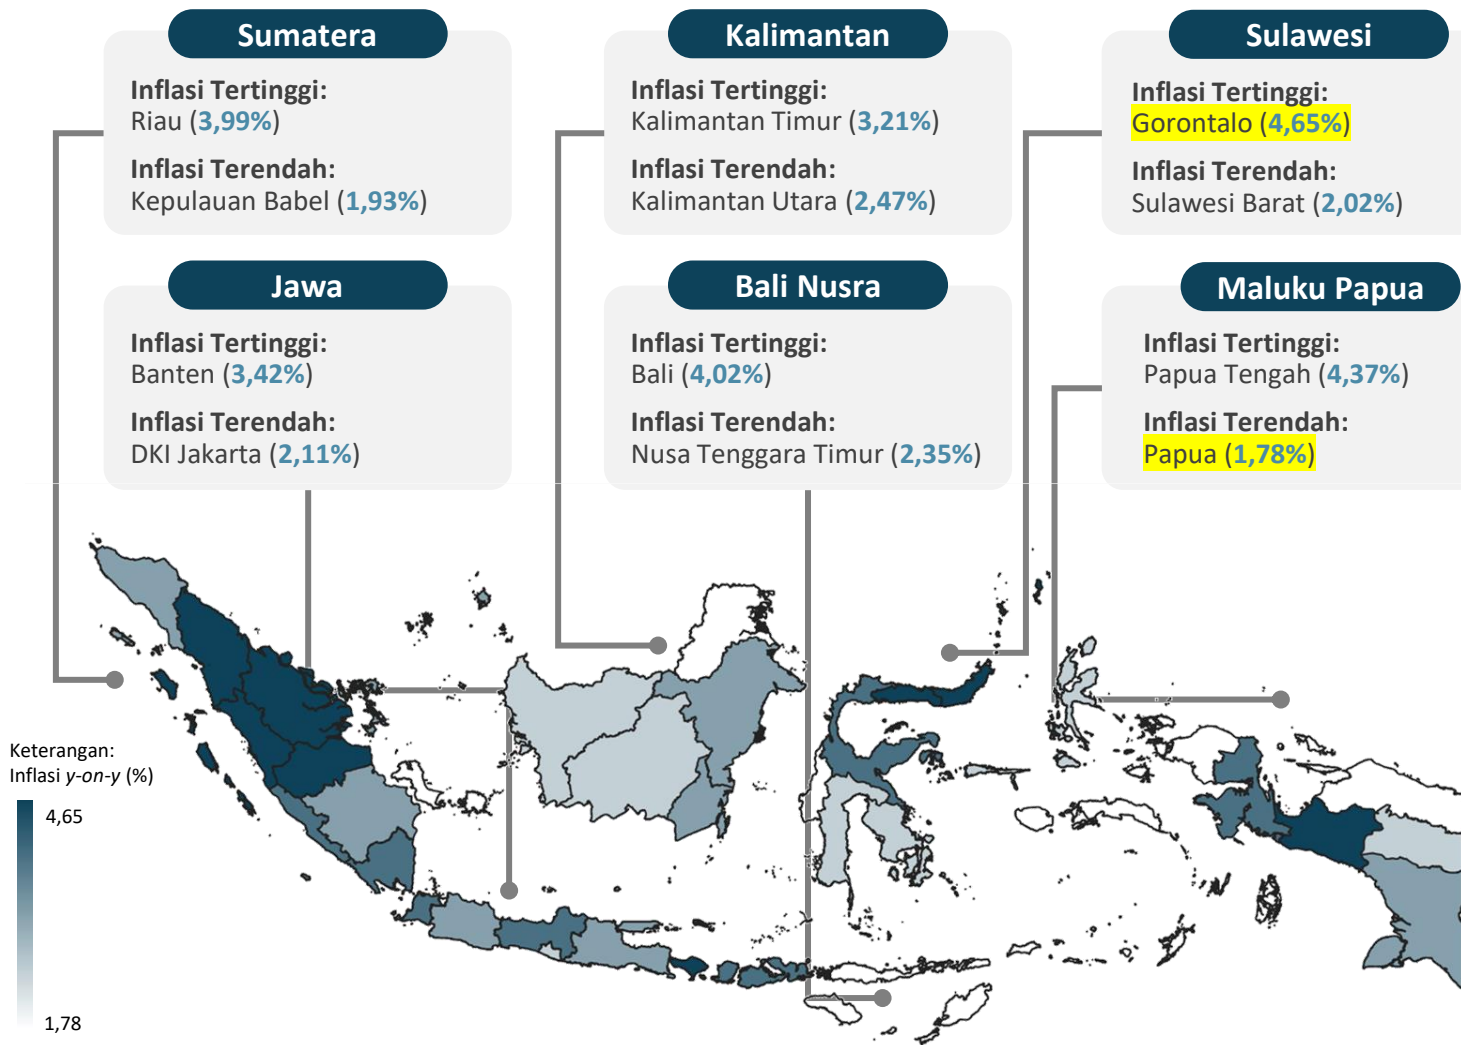 Sumatera
Inflasi Tertinggi:
Riau (3,99%)
Inflasi Terendah:
Kepulauan Babel (1,93%)
Kalimantan
Inflasi Tertinggi:
Kalimantan Timur (3,21%)
Inflasi Terendah:
Kalimantan Utara (2,47%)
Sulawesi
Inflasi Tertinggi:
Gorontalo (4,65%)
Inflasi Terendah:
Sulawesi Barat (2,02%)
Jawa
Inflasi Tertinggi:
Banten (3,42%)
Inflasi Terendah:
DKI Jakarta (2,11%)
Bali Nusra
Inflasi Tertinggi:
Bali (4,02%)
Inflasi Terendah:
Nusa Tenggara Timur (2,35%)
Maluku Papua
Inflasi Tertinggi:
Papua Tengah (4,37%)
Inflasi Terendah:
Papua (1,78%)
Keterangan:
Inflasi y-on-y (%)
4,65
1,78